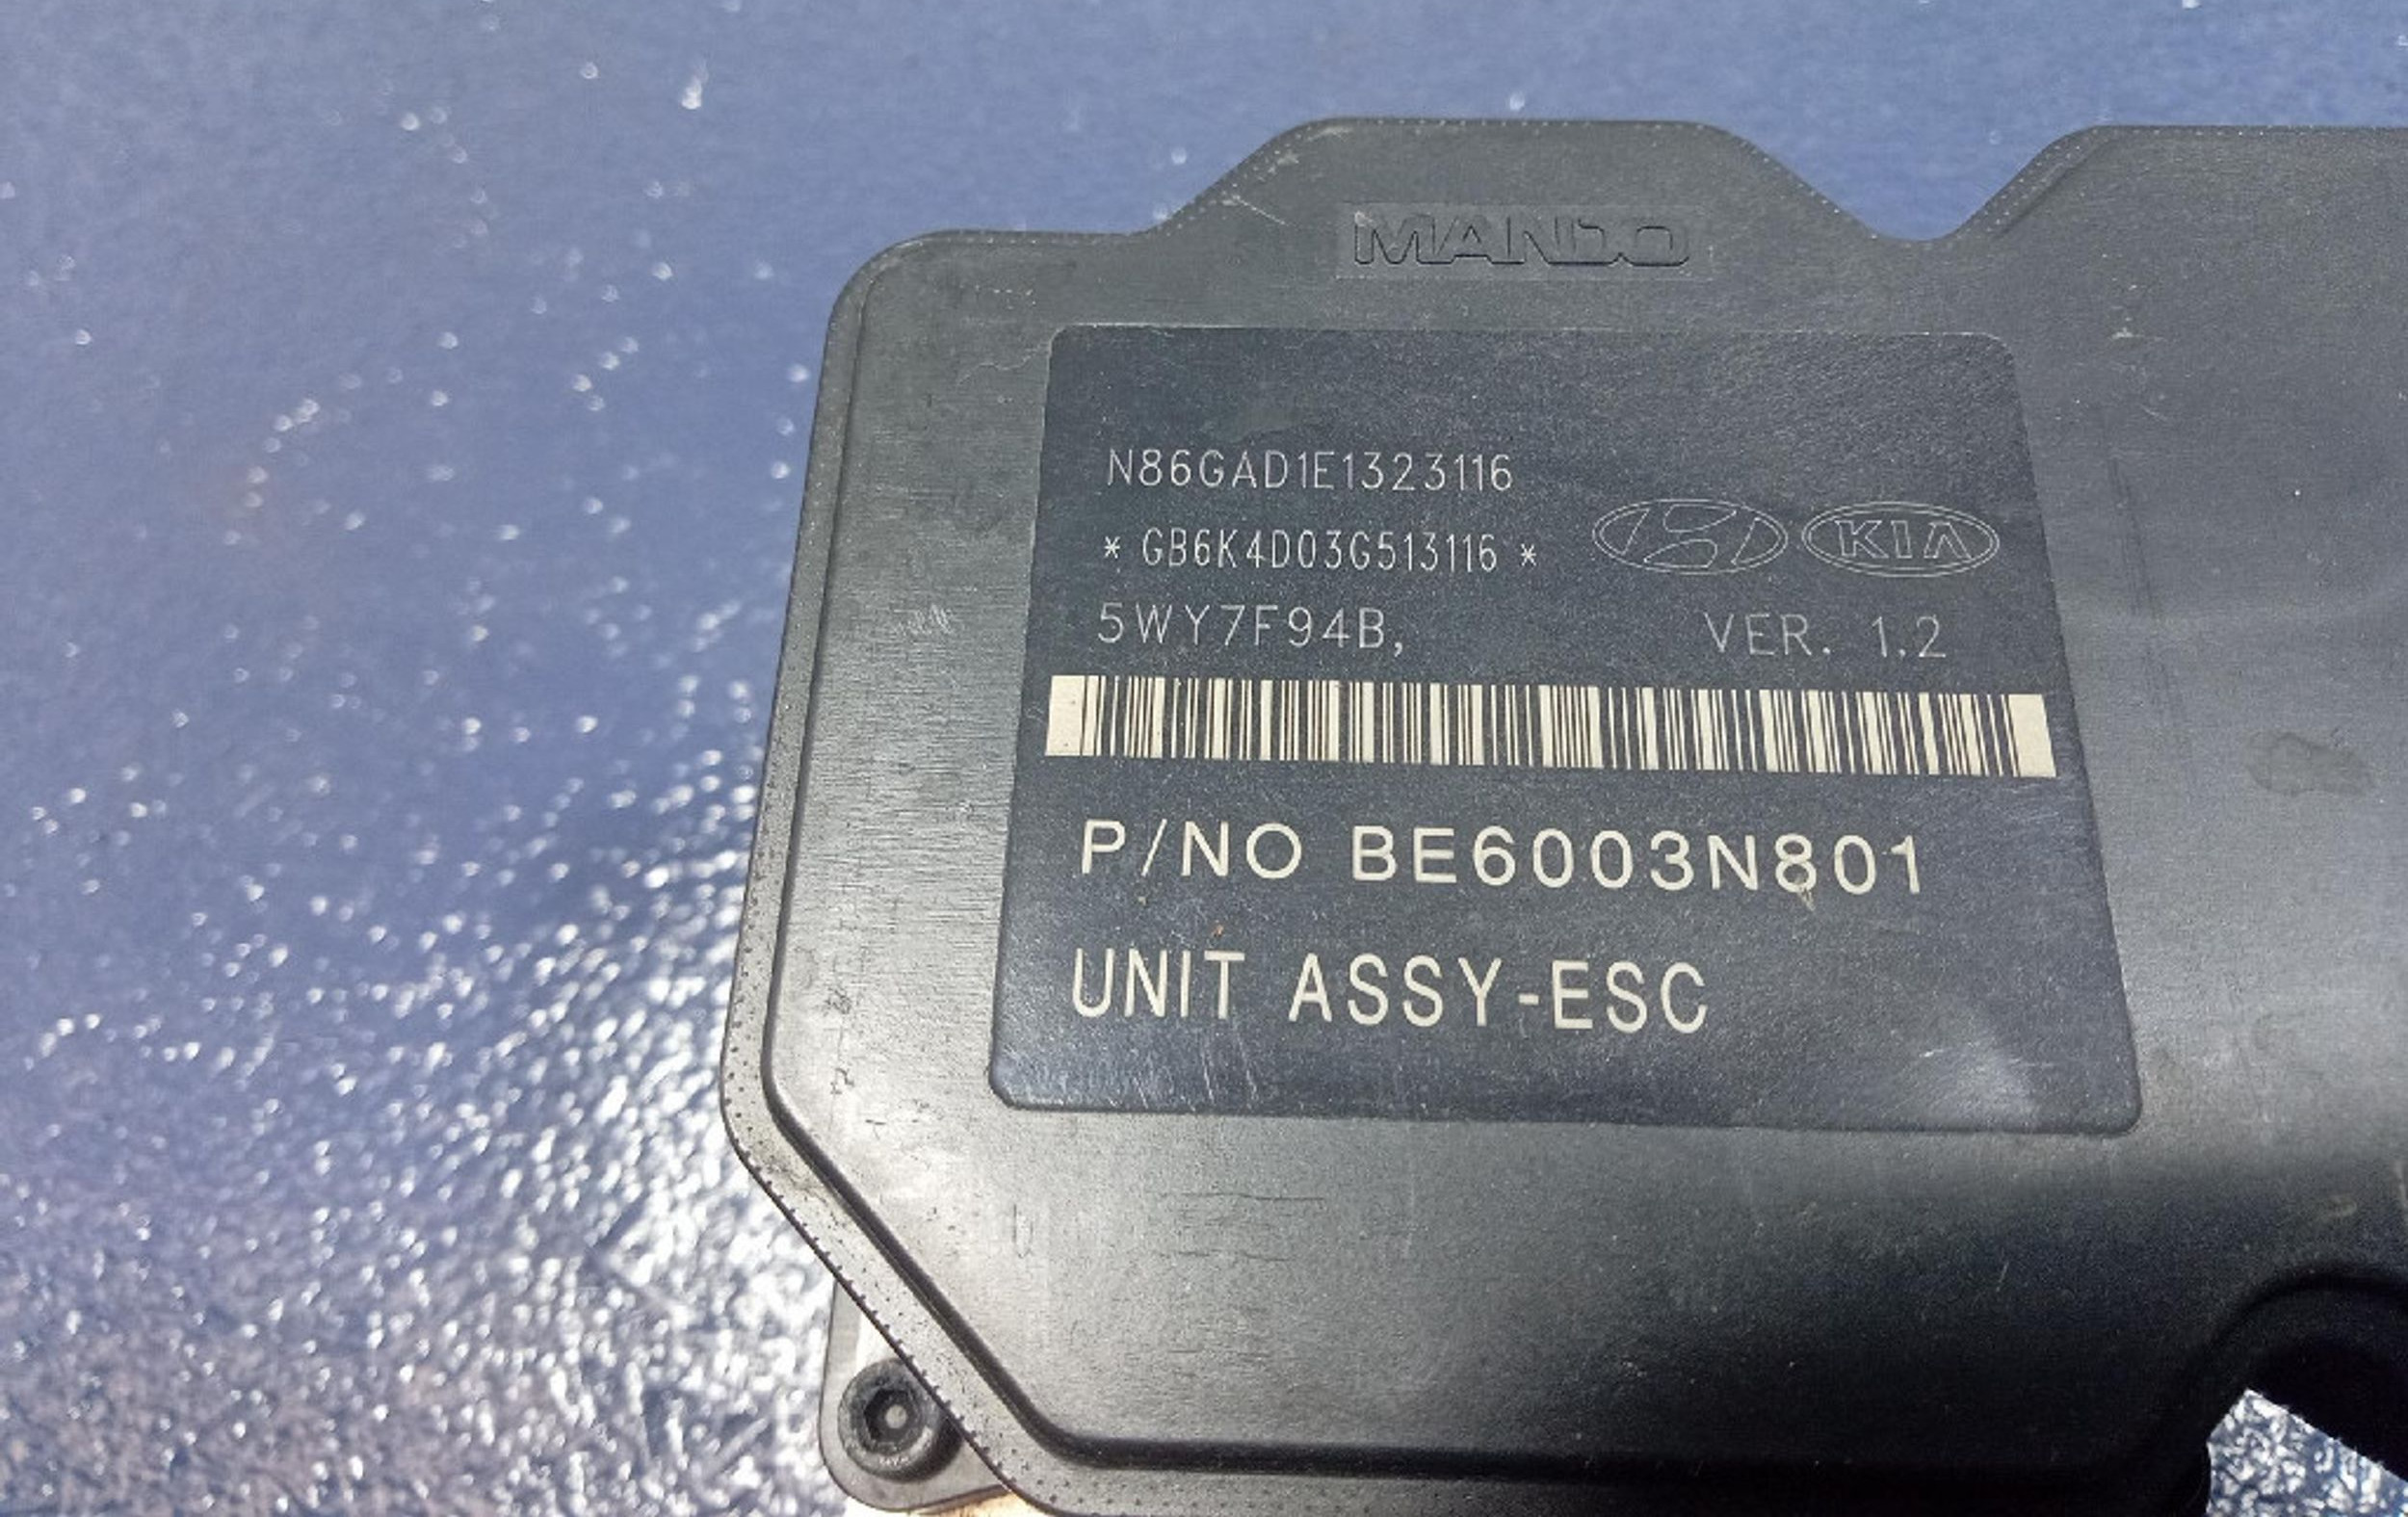 MANDO
N86GAD1E1323116
* GB6K4D03G513116 *
KIA
5WY7F94B, VER. 1.2
P/NO BE6003N801
UNIT ASSY-ESC